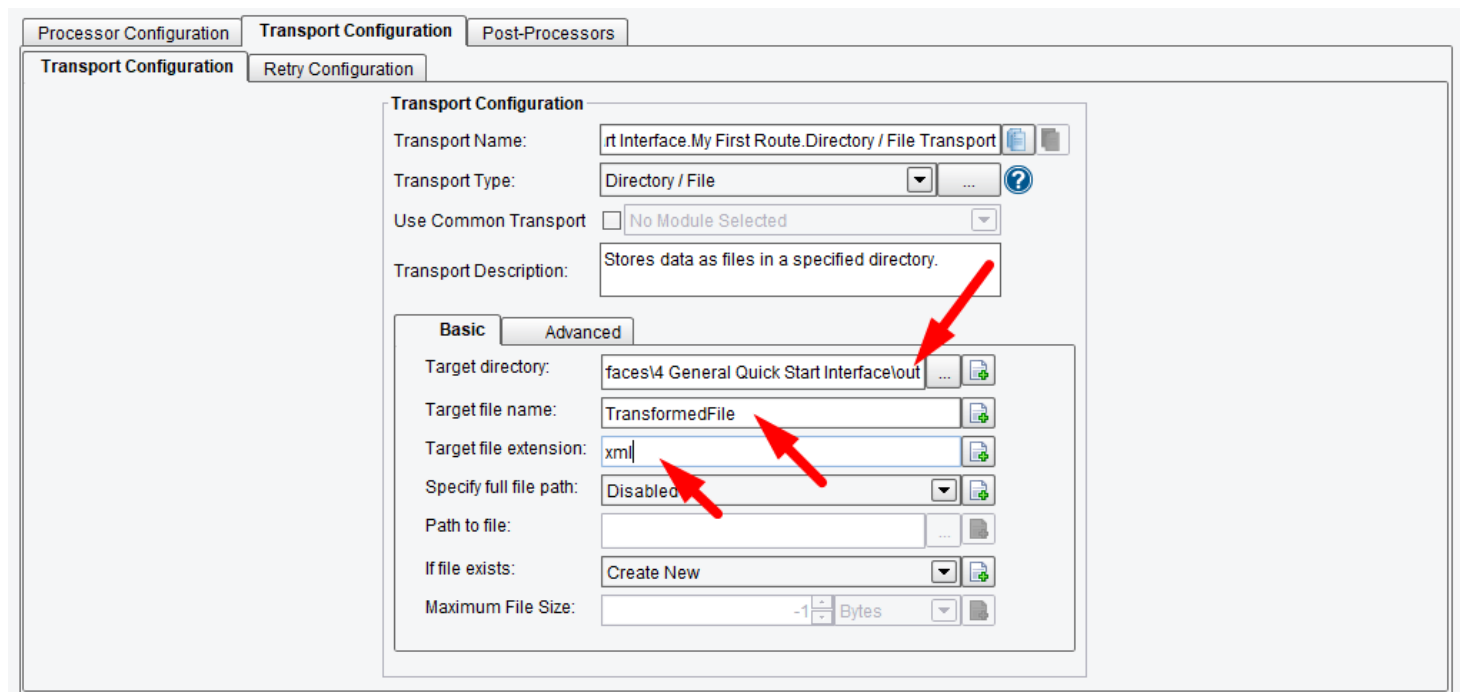 Processor Configuration Transport Configuration Post-Processors
Transport Configuration Retry Configuration
Transport Configuration
Transport Name: rt Interface.My First Route.Directory / File Transport
Transport Type: Directory / File ... ?
Use Common Transport No Module Selected
Transport Description: Stores data as files in a specified directory.
Basic Advanced
Target directory: faces\4 General Quick Start Interface\out ...
Target file name: TransformedFile
Target file extension: xml
Specify full file path: Disabled
Path to file: ...
If file exists: Create New
Maximum File Size: -1 Bytes